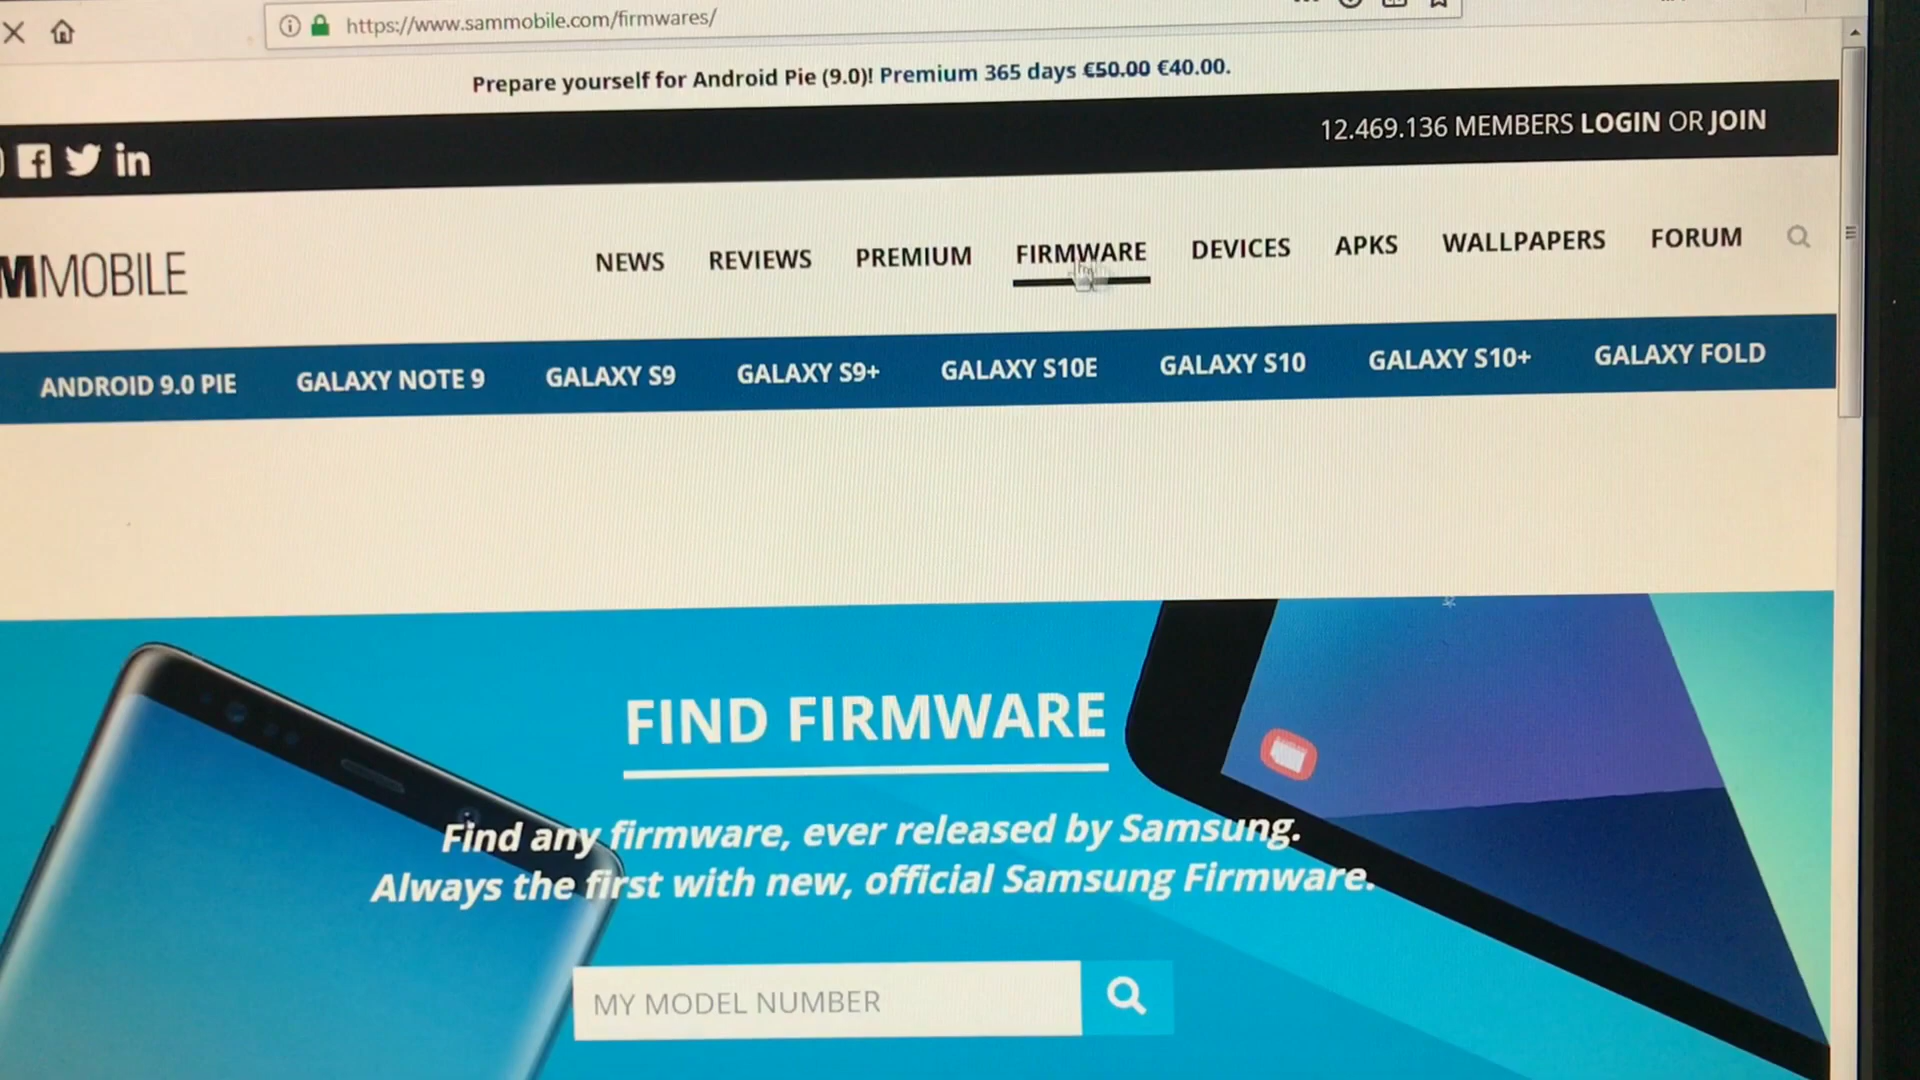 https://www.sammobile.com/firmwares/
Prepare yourself for Android Pie (9.0)! Premium 365 days €50.00 €40.00.
12.469.136 MEMBERS LOGIN OR JOIN
MMOBILE
NEWS REVIEWS PREMIUM FIRMWARE DEVICES APKS WALLPAPERS FORUM
ANDROID 9.0 PIE GALAXY NOTE 9 GALAXY S9 GALAXY S9+ GALAXY S10E GALAXY S10 GALAXY S10+ GALAXY FOLD
FIND FIRMWARE
Find any firmware, ever released by Samsung.
Always the first with new, official Samsung Firmware.
MY MODEL NUMBER